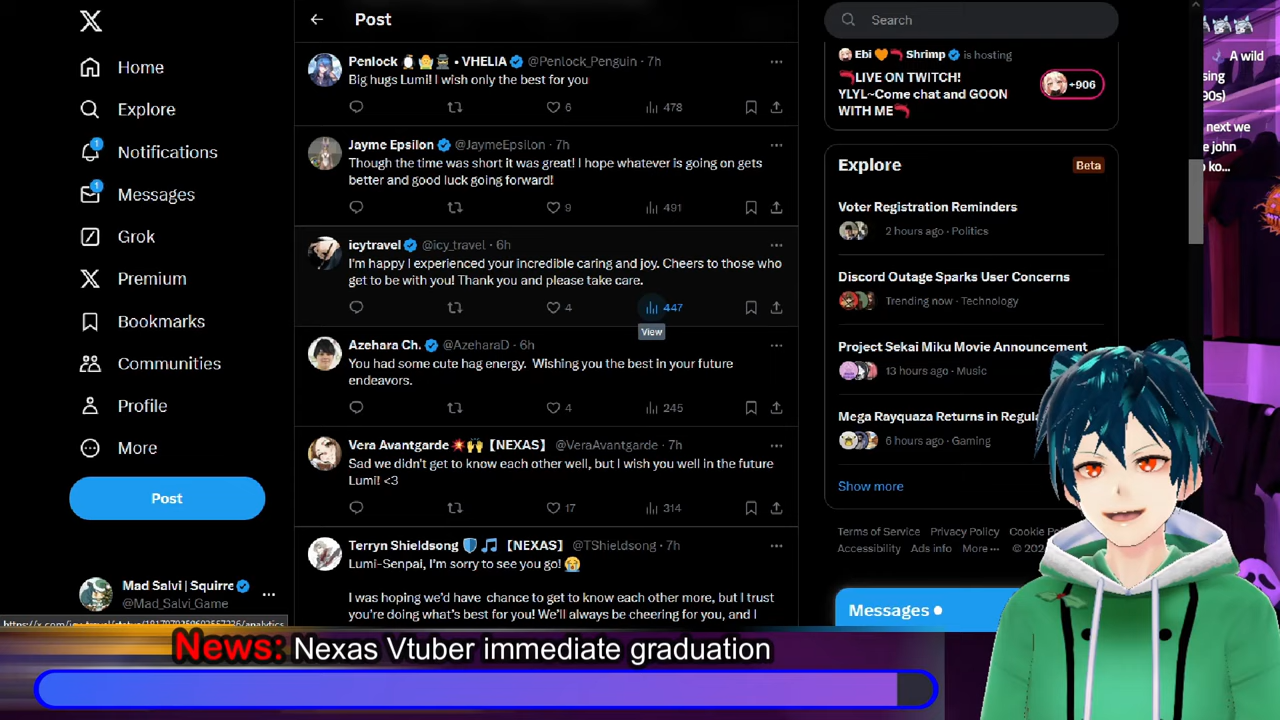 Home
Explore
1
Notifications
1
Messages
Grok
Premium
Bookmarks
Communities
Profile
More
Post
Mad Salvi | Squirre
@Mad_Salvi_Game
Post
Penlock • VHELIA @Penlock_Penguin · 7h
Big hugs Lumi! I wish only the best for you
6 478
Jayme Epsilon @JaymeEpsilon · 7h
Though the time was short it was great! I hope whatever is going on gets
better and good luck going forward!
9 491
icytravel @icy_travel · 6h
I'm happy I experienced your incredible caring and joy. Cheers to those who
get to be with you! Thank you and please take care.
4 447
View
Azehara Ch. @AzeharaD · 6h
You had some cute hag energy. Wishing you the best in your future
endeavors.
4 245
Vera Avantgarde 【NEXAS】 @VeraAvantgarde · 7h
Sad we didn't get to know each other well, but I wish you well in the future
Lumi! <3
17 314
Terryn Shieldsong 【NEXAS】 @TShieldsong · 7h
Lumi-Senpai, I'm sorry to see you go!
I was hoping we'd have chance to get to know each other more, but I trust
you're doing what's best for you! We'll always be cheering for you, and I
Search
Ebi Shrimp is hosting
LIVE ON TWITCH!
YLYL~Come chat and GOON
WITH ME
+906
Explore
Beta
Voter Registration Reminders
2 hours ago · Politics
Discord Outage Sparks User Concerns
Trending now · Technology
Project Sekai Miku Movie Announcement
13 hours ago · Music
Mega Rayquaza Returns in Regula
6 hours ago · Gaming
Show more
Terms of Service Privacy Policy Cookie
Accessibility Ads info More
Messages
A wild
next we
john
News: Nexas Vtuber immediate graduation